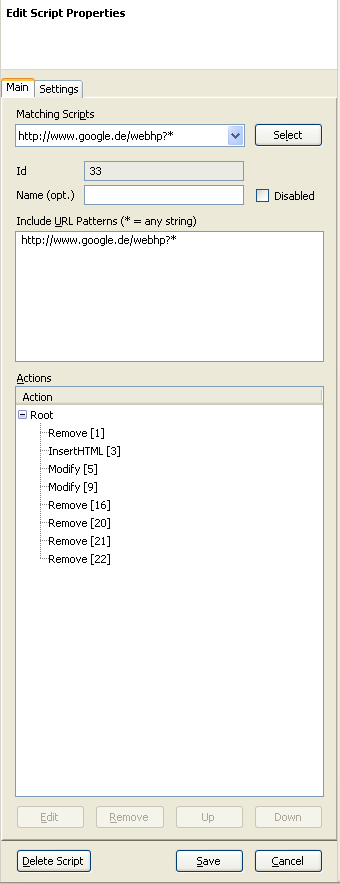 Edit Script Properties
Main Settings
Matching Scripts
http://www.google.de/webhp?* Select
Id 33
Name (opt.) Disabled
Include URL Patterns (* = any string)
http://www.google.de/webhp?*
Actions
Action
Root
Remove [1]
InsertHTML [3]
Modify [5]
Modify [9]
Remove [16]
Remove [20]
Remove [21]
Remove [22]
Edit Remove Up Down
Delete Script Save Cancel